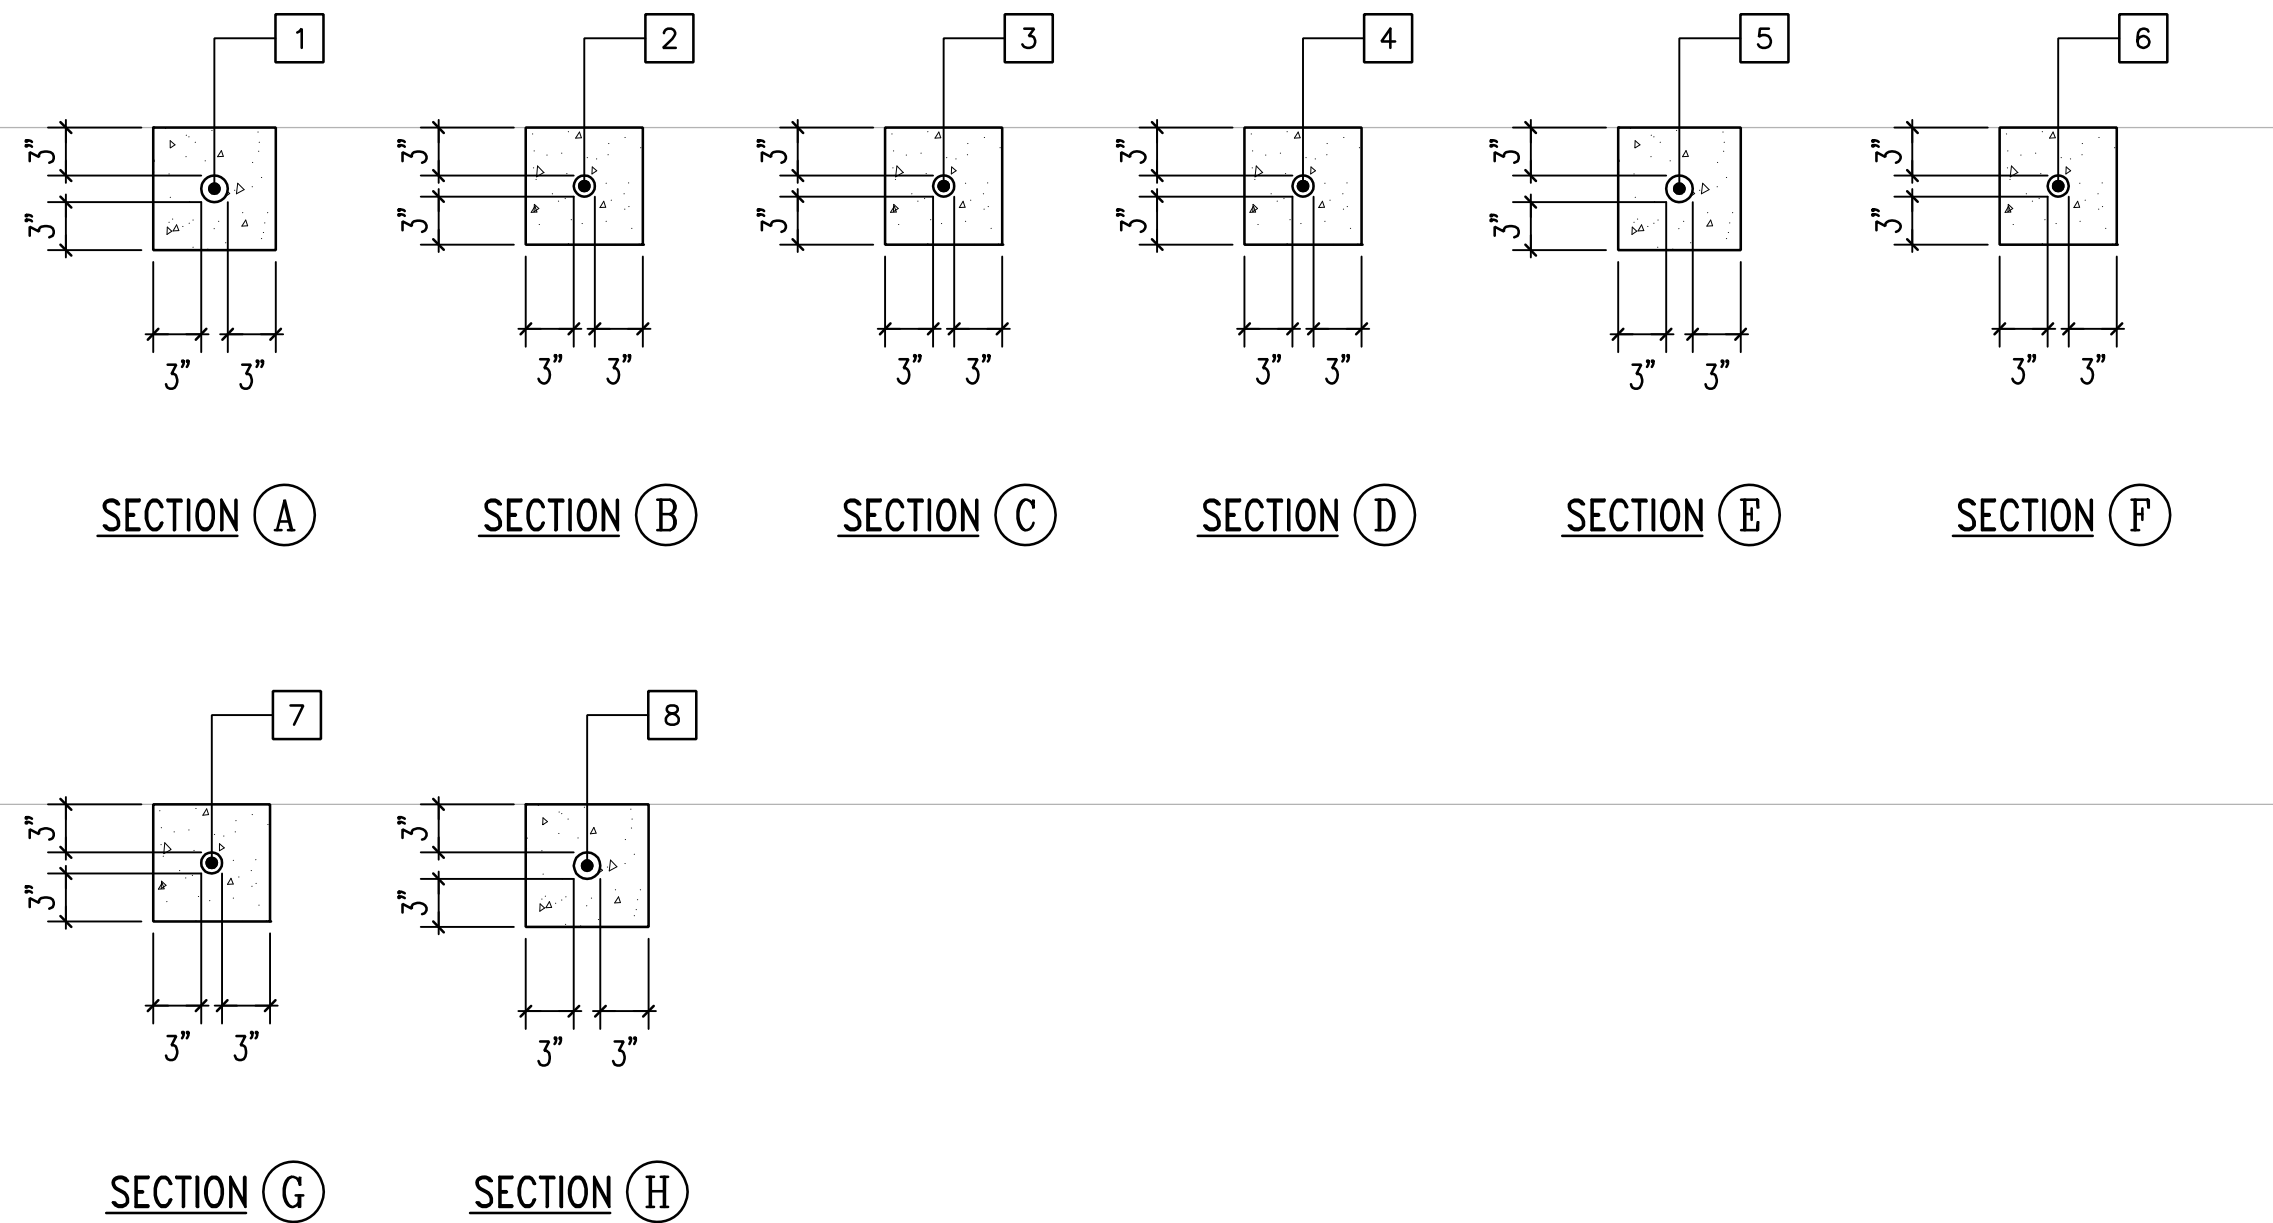 1 2 3 4 5 6
3" 3" 3" 3" 3" 3"
3" 3" 3" 3" 3" 3"
3" 3" 3" 3" 3" 3" 3" 3" 3" 3" 3" 3"
SECTION A SECTION B SECTION C SECTION D SECTION E SECTION F
7 8
3" 3"
3" 3"
3" 3" 3" 3"
SECTION G SECTION H